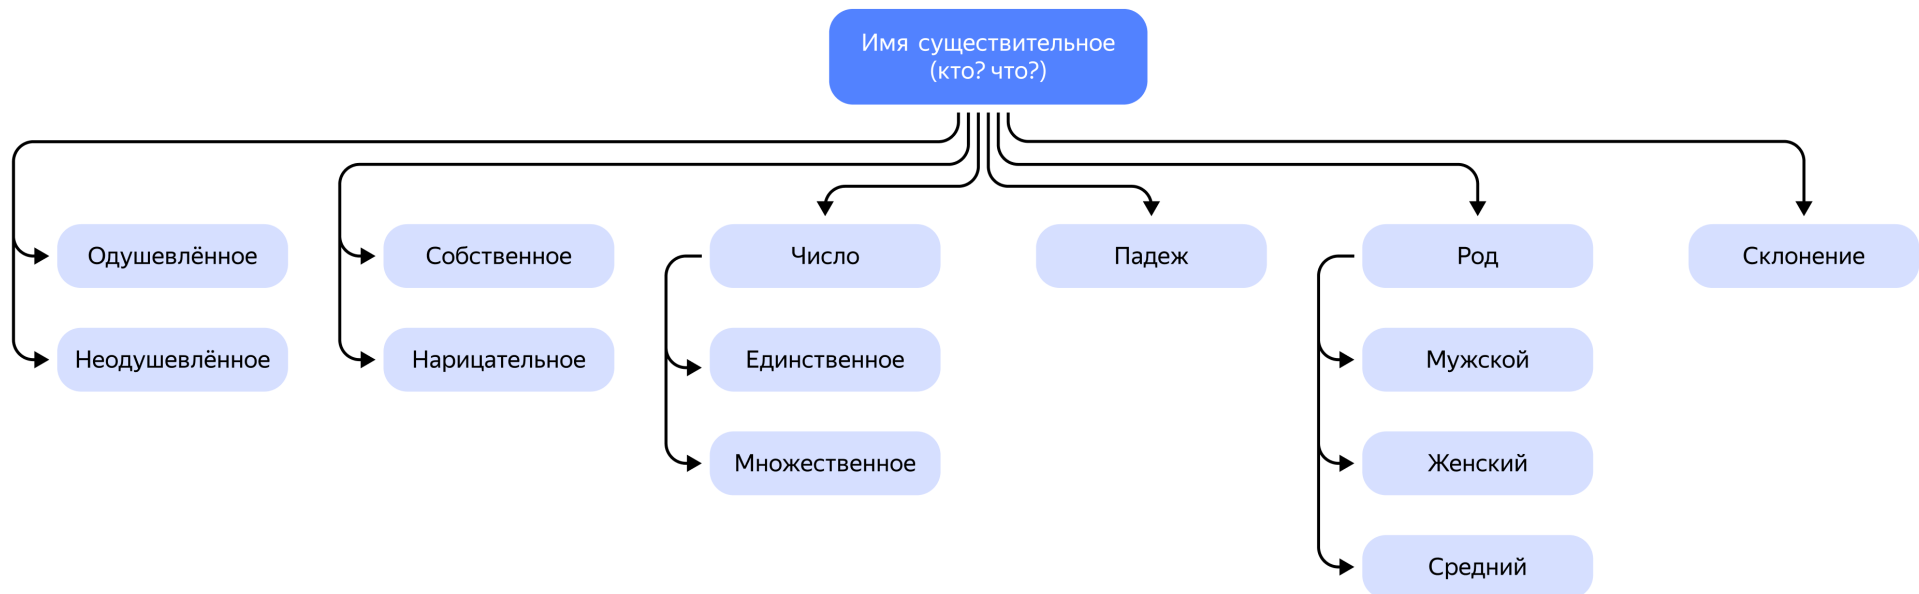 Имя существительное
(кто? что?)
Одушевлённое
Собственное
Число
Падеж
Род
Склонение
Неодушевлённое
Нарицательное
Единственное
Мужской
Множественное
Женский
Средний